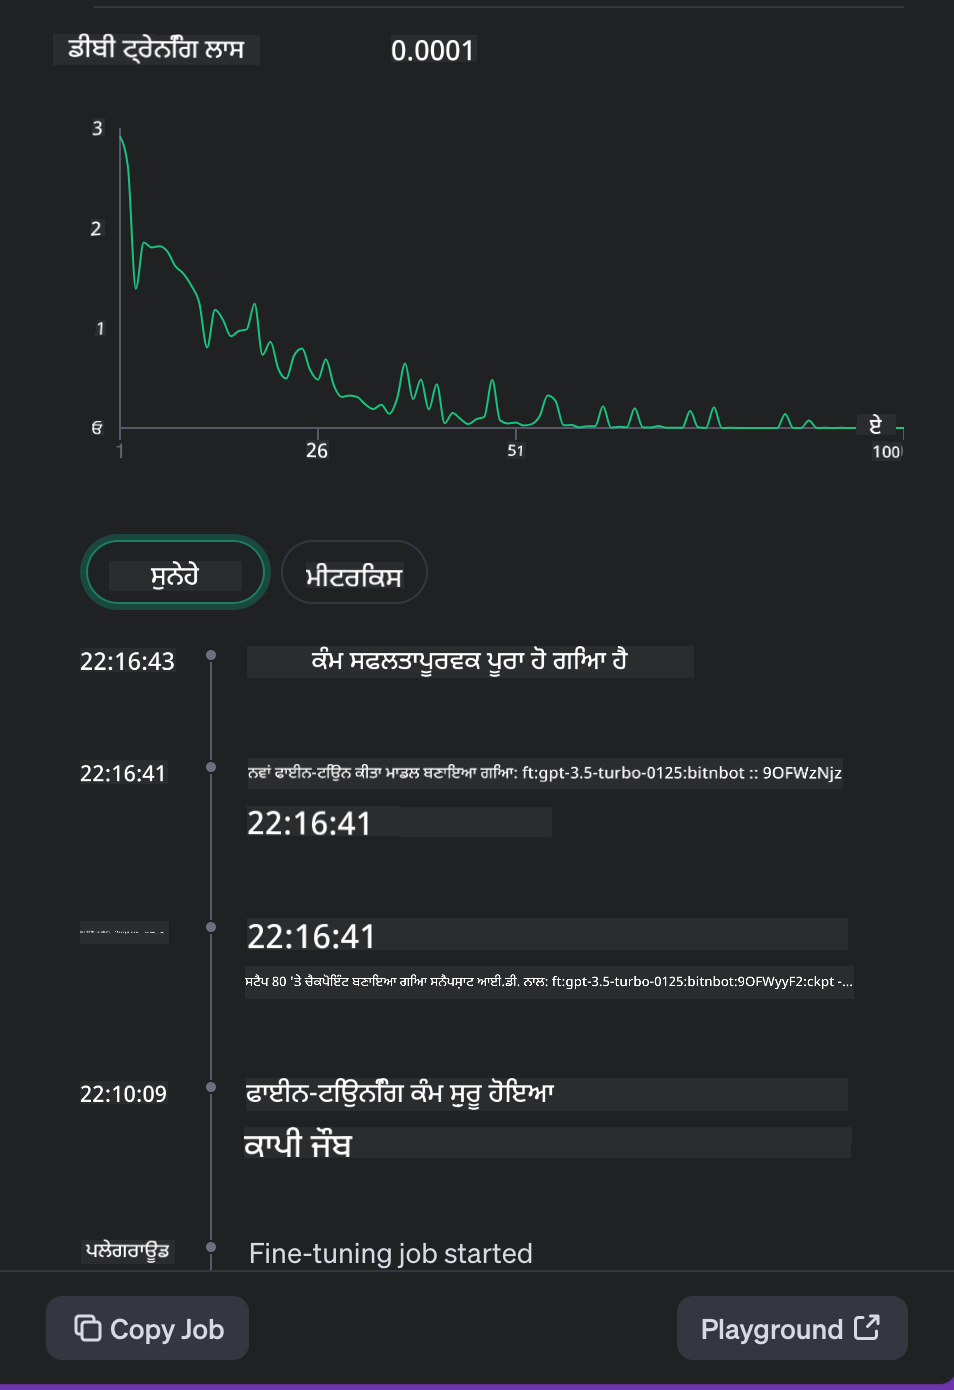 ਡੀਬੀ ਟ੍ਰੇਨਿੰਗ ਲਾਸ 0.0001
3
2
1
ੳ
ਏ
1 26 51 100
ਸੁਨੇਹੇ ਮੀਟਰਕਿਸ
22:16:43 ਕੰਮ ਸਫਲਤਾਪੂਰਵਕ ਪੂਰਾ ਹੋ ਗਿਆ ਹੈ
22:16:41 ਨਵਾਂ ਫਾਈਨ-ਟਿਊਨ ਕੀਤਾ ਮਾਡਲ ਬਣਾਇਆ ਗਿਆ: ft:gpt-3.5-turbo-0125:bitnbot :: 9OFWzNjz
22:16:41
22:16:41
ਸਟੈਪ 80 'ਤੇ ਚੈਕਪੋਇੰਟ ਬਣਾਇਆ ਗਿਆ ਸਨੈਪਸ਼ਾਟ ਆਈ.ਡੀ. ਨਾਲ: ft:gpt-3.5-turbo-0125:bitnbot:9OFWyyF2:ckpt -...
22:10:09 ਫਾਈਨ-ਟਿਊਨਿੰਗ ਕੰਮ ਸ਼ੁਰੂ ਹੋਇਆ
ਕਾਪੀ ਜੌਬ
ਪਲੇਗਰਾਊਂਡ Fine-tuning job started
Copy Job Playground